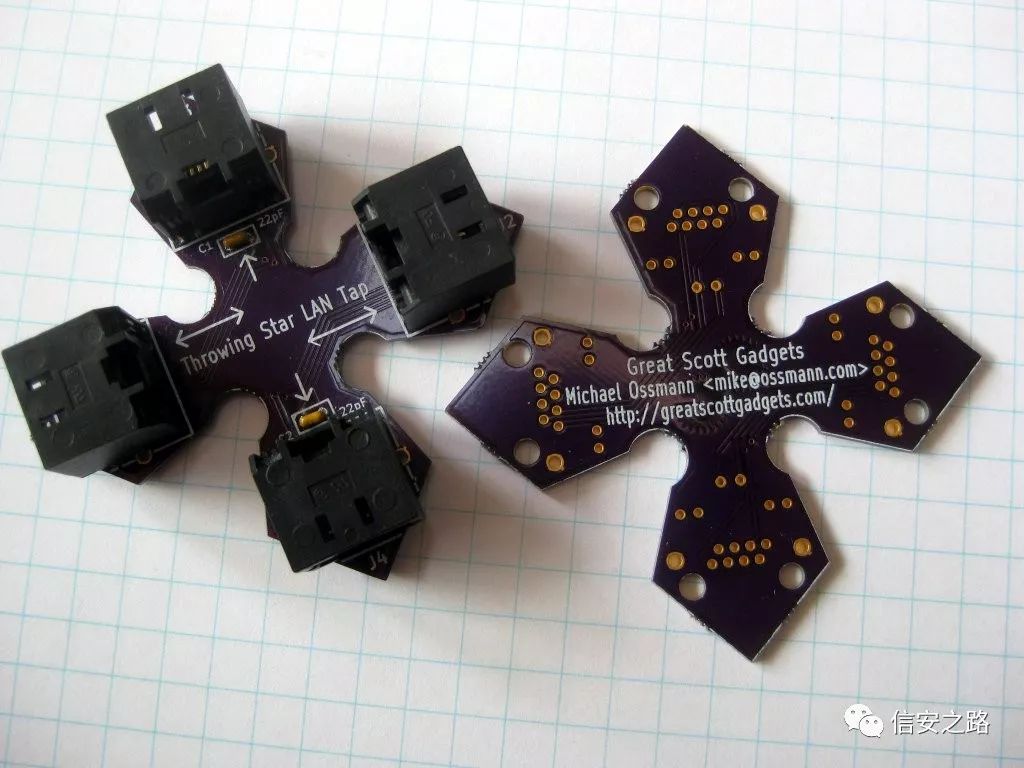 22pF
C1
J2
Throwing Star LAN Tap
22pF
J4
Great Scott Gadgets
Michael Ossmann <mike@ossmann.com>
http://greatscottgadgets.com/
信安之路